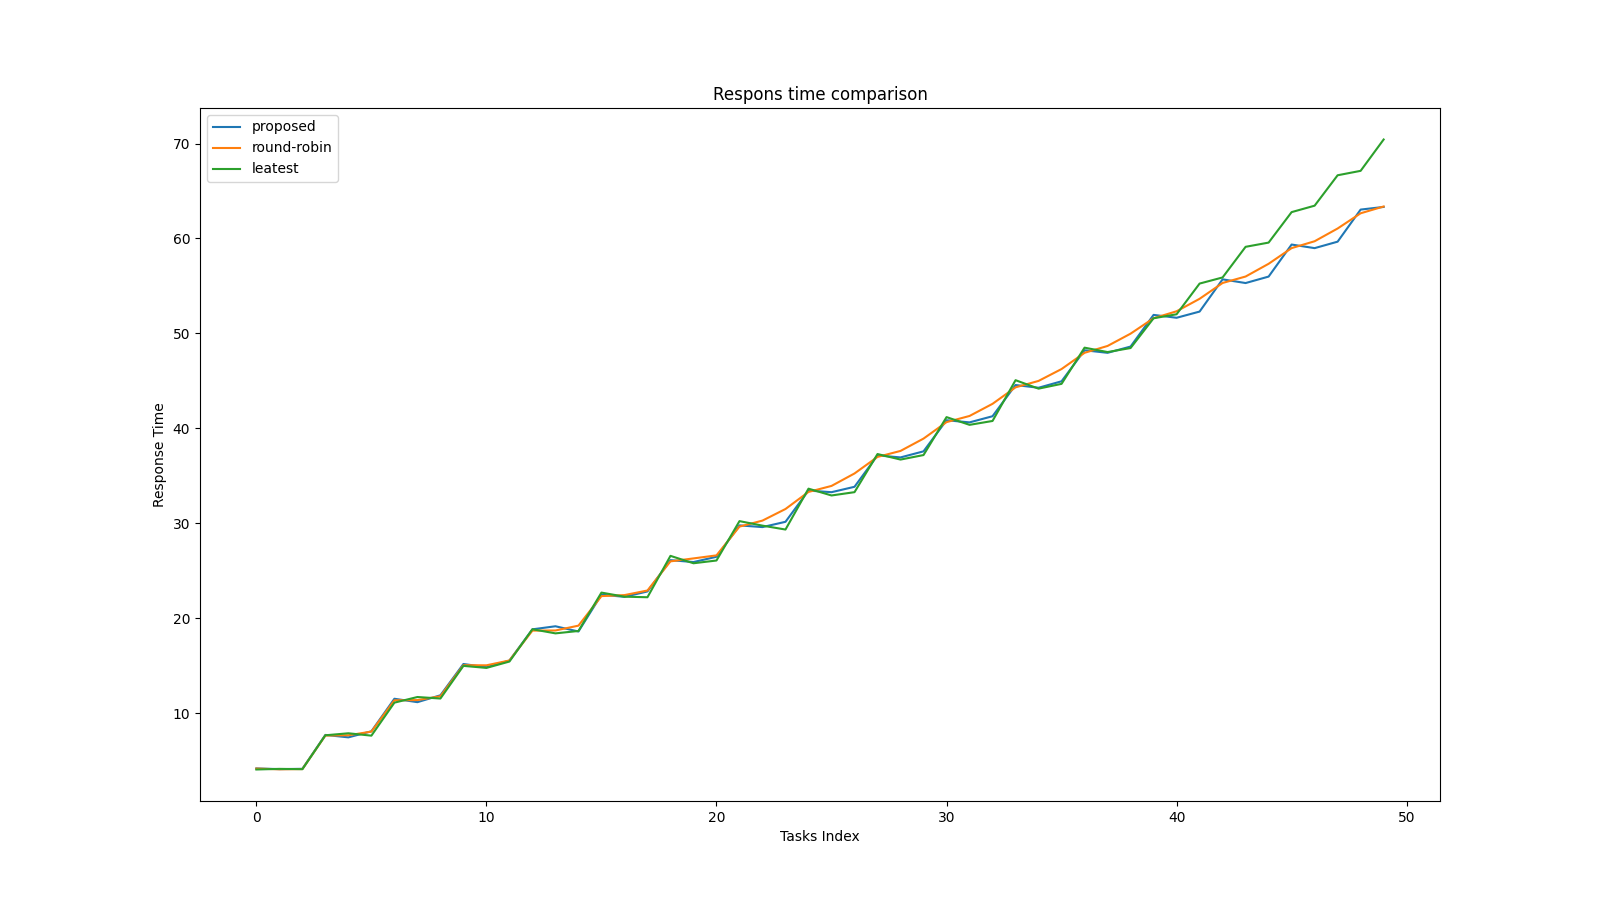 Respons time comparison
proposed
round-robin
leatest
70
60
50
40
30
20
10
Response Time
0 10 20 30 40 50
Tasks Index